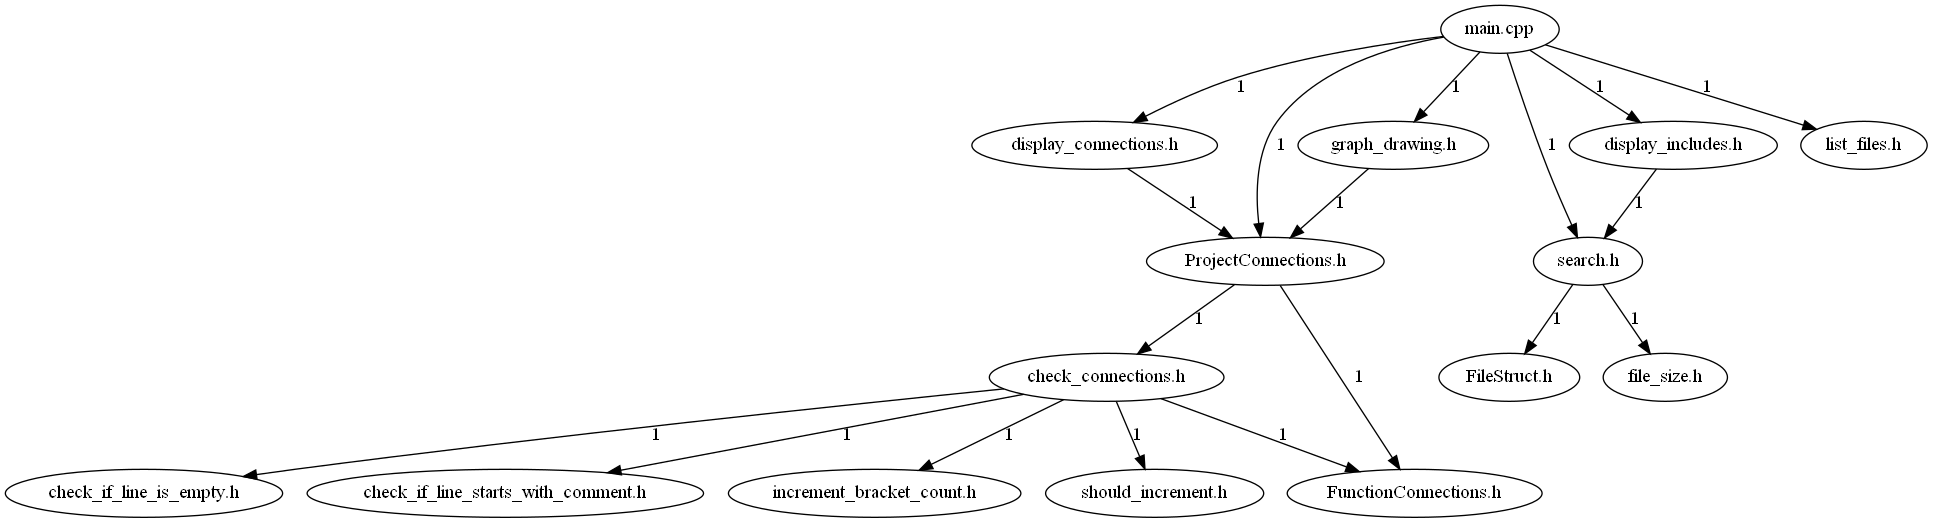 main.cpp
1
1
1
1
1
1
display_connections.h
graph_drawing.h
display_includes.h
list_files.h
1
1
1
ProjectConnections.h
search.h
1
1
1
1
check_connections.h
FileStruct.h
file_size.h
1
1
1
1
1
check_if_line_is_empty.h
check_if_line_starts_with_comment.h
increment_bracket_count.h
should_increment.h
FunctionConnections.h